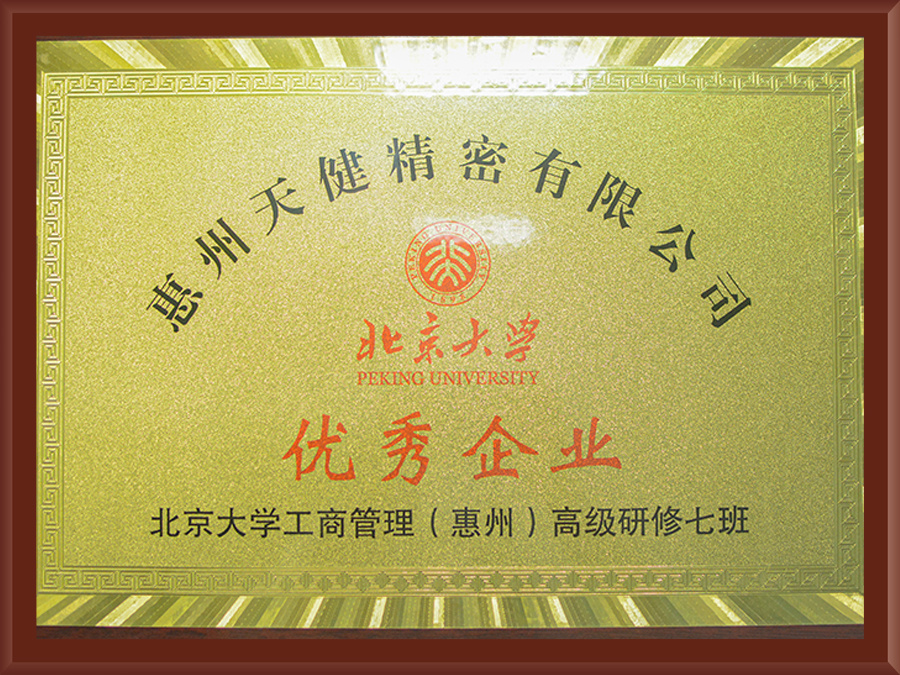 惠州天健精密有限公司
PEKING UNIVERSITY
1898
北京大学
PEKING UNIVERSITY
优秀企业
北京大学工商管理（惠州）高级研修七班